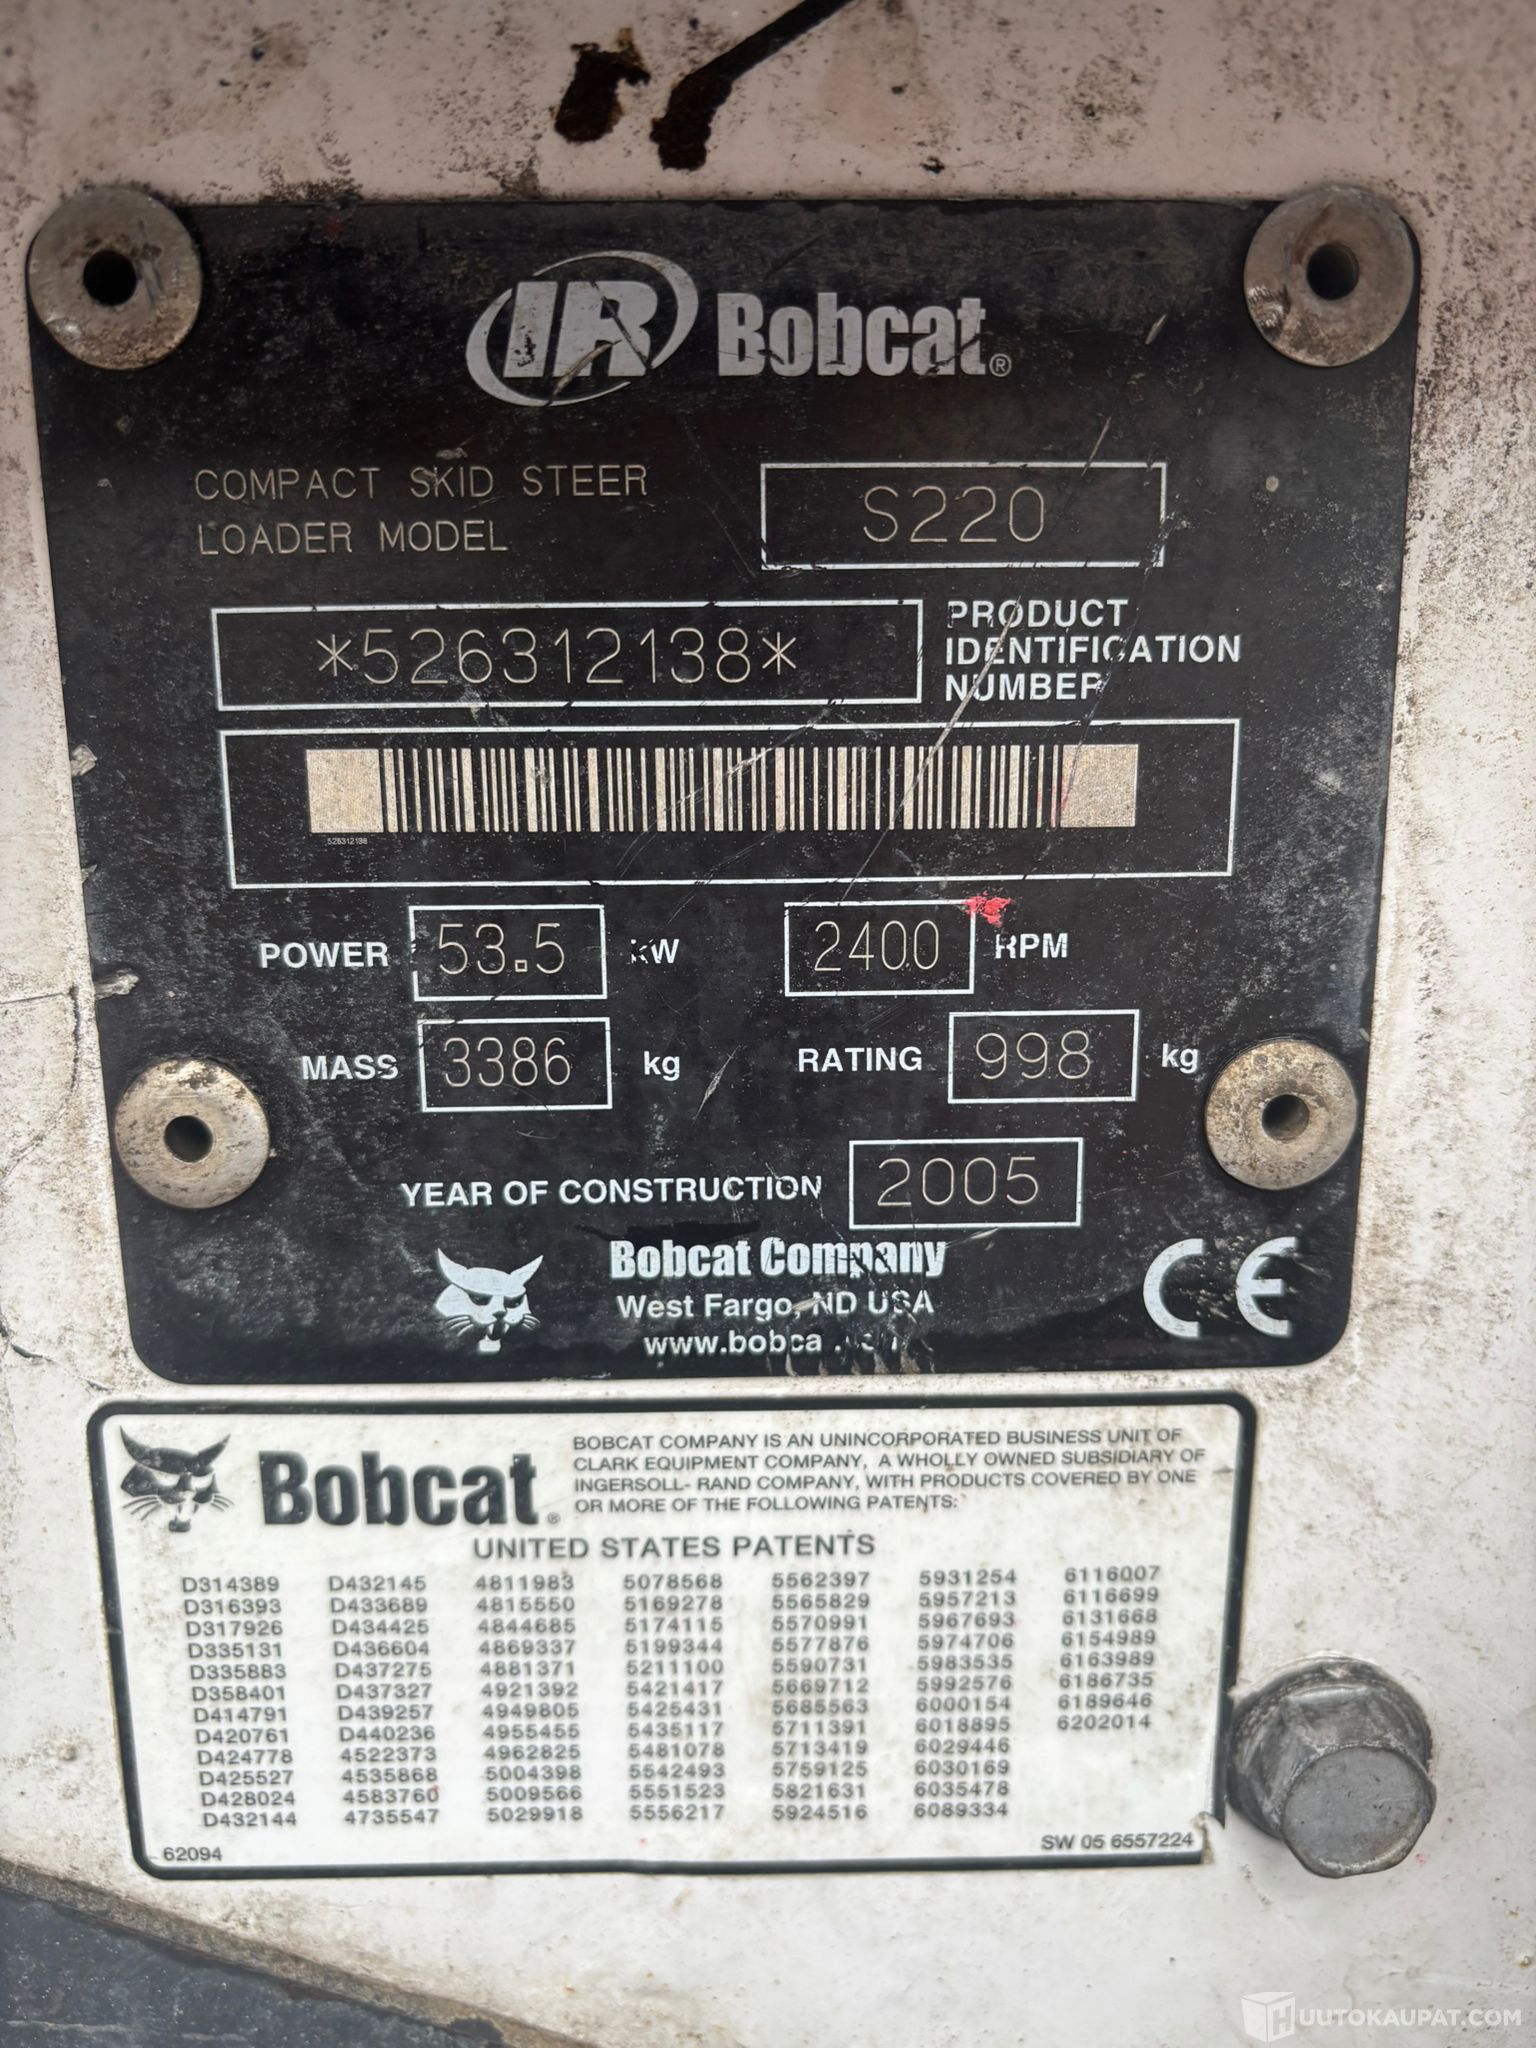 IR Bobcat®
COMPACT SKID STEER
LOADER MODEL
S220
*526312138*
PRODUCT
IDENTIFICATION
NUMBER
526312138
POWER 53.5 KW 2400 RPM
MASS 3386 kg RATING 998 kg
YEAR OF CONSTRUCTION 2005
Bobcat Company
West Fargo, ND USA
CE
Bobcat®
BOBCAT COMPANY IS AN UNINCORPORATED BUSINESS UNIT OF
CLARK EQUIPMENT COMPANY, A WHOLLY OWNED SUBSIDIARY OF
INGERSOLL- RAND COMPANY, WITH PRODUCTS COVERED BY ONE
OR MORE OF THE FOLLOWING PATENTS:
UNITED STATES PATENTS
D314389 D432145 4811983 5078568 5562397 5931254 6116007
D316393 D433689 4815550 5169278 5565829 5957213 6116699
D317926 D434425 4844685 5174115 5570991 5967693 6131668
D335131 D436604 4869337 5199344 5577876 5974706 6154989
D335883 D437275 4881371 5211100 5590731 5983535 6163989
D358401 D437327 4921392 5421417 5669712 5992576 6186735
D414791 D439257 4949805 5425431 5685563 6000154 6189646
D420761 D440236 4955455 5435117 5711391 6018895 6202014
D424778 4522373 4962825 5481078 5713419 6029446
D425527 4535868 5004398 5542493 5759125 6030169
D428024 4583760 5009566 5551523 5821631 6035478
D432144 4735547 5029918 5556217 5924516 6089334
62094 SW 05 6557224
HUUTOKAUPAT.COM